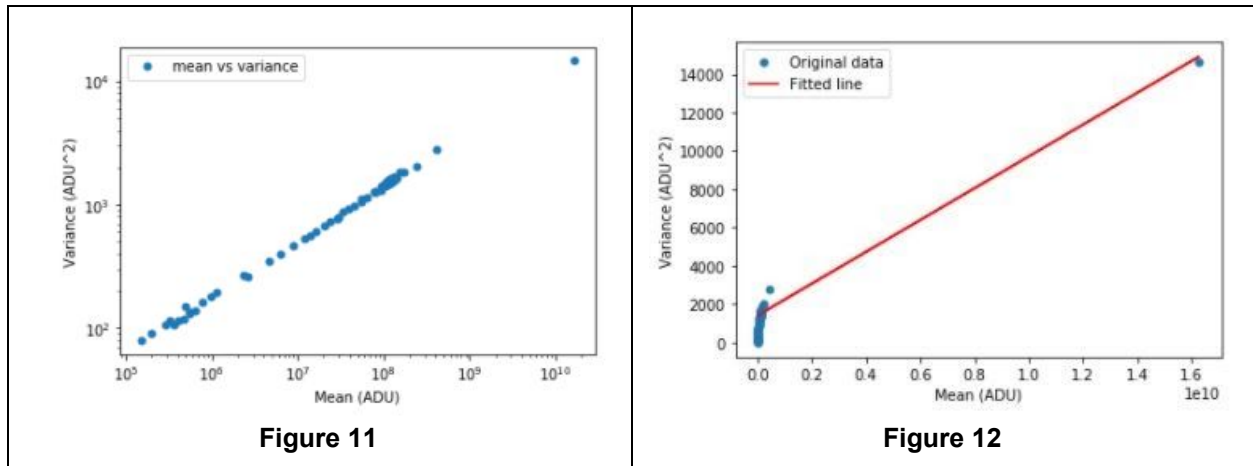 mean vs variance
10^4
10^3
10^2
Variance (ADU^2)
10^5 10^6 10^7 10^8 10^9 10^10
Mean (ADU)
Figure 11
Original data
Fitted line
14000
12000
10000
8000
6000
4000
2000
0
Variance (ADU^2)
0.0 0.2 0.4 0.6 0.8 1.0 1.2 1.4 1.6
1e10
Mean (ADU)
Figure 12